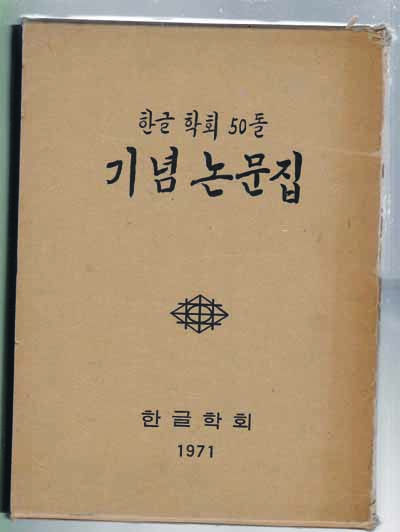 한글 학회 50돌
기념 논문집
한글학회
1971